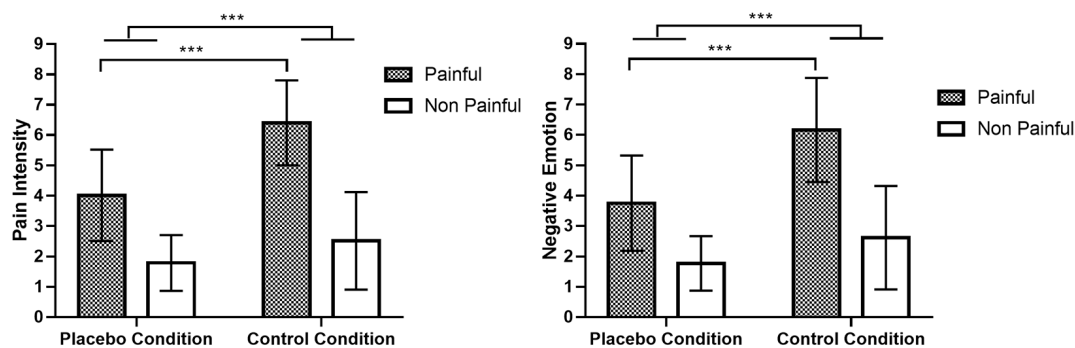 ***
***
9
8
7
6
5
4
3
2
1
0
Pain Intensity
Placebo Condition
Control Condition
Painful
Non Painful
***
***
9
8
7
6
5
4
3
2
1
0
Negative Emotion
Placebo Condition
Control Condition
Painful
Non Painful